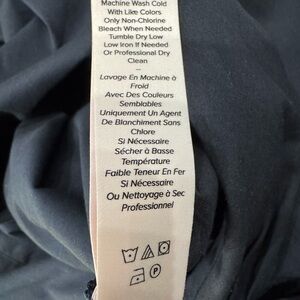 Machine Wash Cold
With Like Colors
Only Non-Chlorine
Bleach When Needed
Tumble Dry Low
Low Iron If Needed
Or Professional Dry
Clean
—
Lavage En Machine à
Froid
Avec Des Couleurs
Semblables
Uniquement Un Agent
De Blanchiment Sans
Chlore
Si Nécessaire
Sécher à Basse
Température
Faible Teneur En Fer
Si Nécessaire
Ou Nettoyage à Sec
Professionnel
P